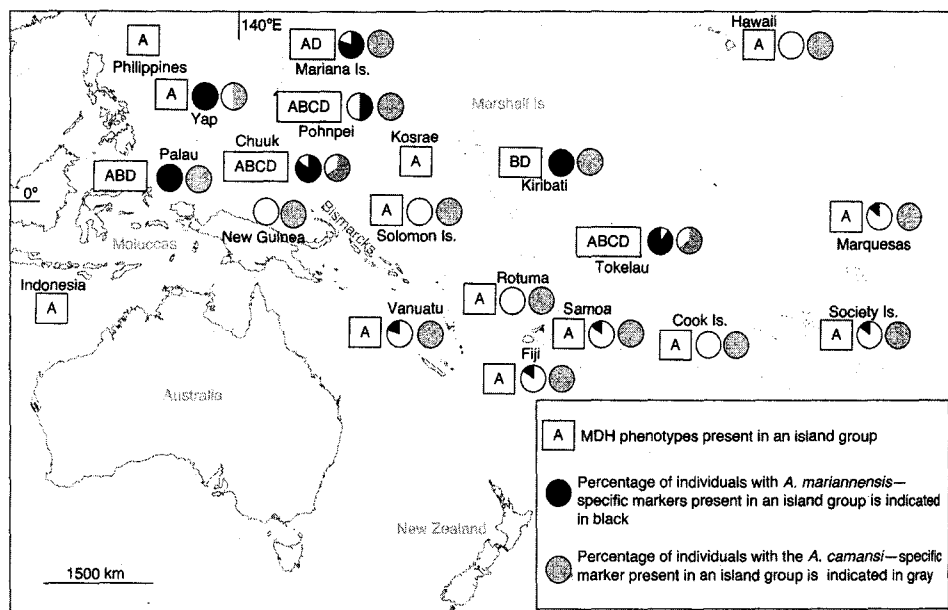 140°E
Hawaii
A
A
Philippines
AD
Mariana Is.
A
Yap
ABCD
Pohnpei
Marshall Is
Chuuk
ABCD
Kosrae
A
Palau
ABD
BD
Kiribati
0°
New Guinea
Bismarcks
A
Solomon Is.
A
Marquesas
Moluccas
ABCD
Tokelau
Indonesia
A
Rotuma
A
Vanuatu
A
Samoa
A
Cook Is.
A
Society Is.
A
Fiji
A
Australia
New Zealand
1500 km
A MDH phenotypes present in an island group
Percentage of individuals with A. mariannensis—
specific markers present in an island group is indicated
in black
Percentage of individuals with the A. camansi—specific
marker present in an island group is indicated in gray